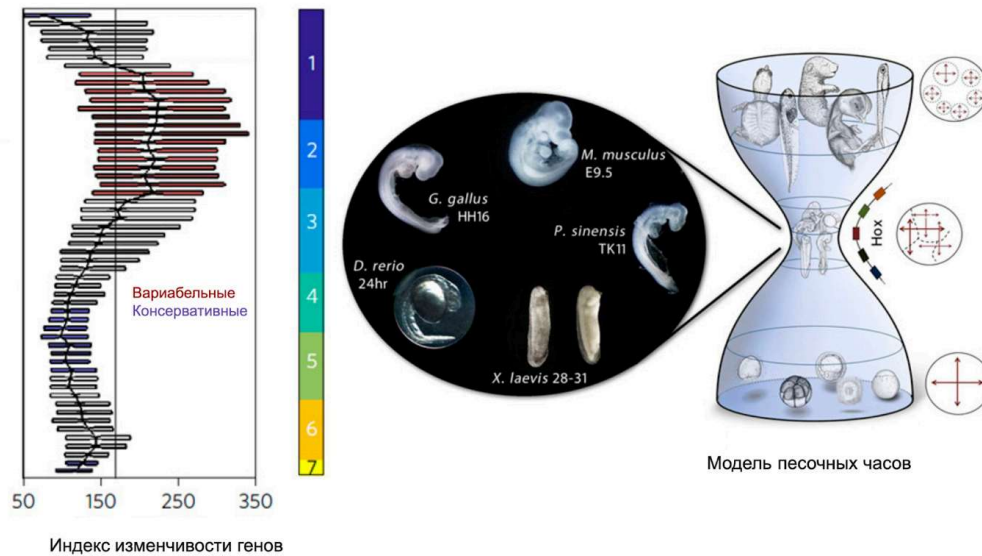 Вариабельные
Консервативные
50
150
250
350
Индекс изменчивости генов
1
2
3
4
5
6
7
M. musculus
E9.5
G. gallus
HH16
P. sinensis
TK11
D. rerio
24hr
X. laevis 28-31
Hox
Модель песочных часов